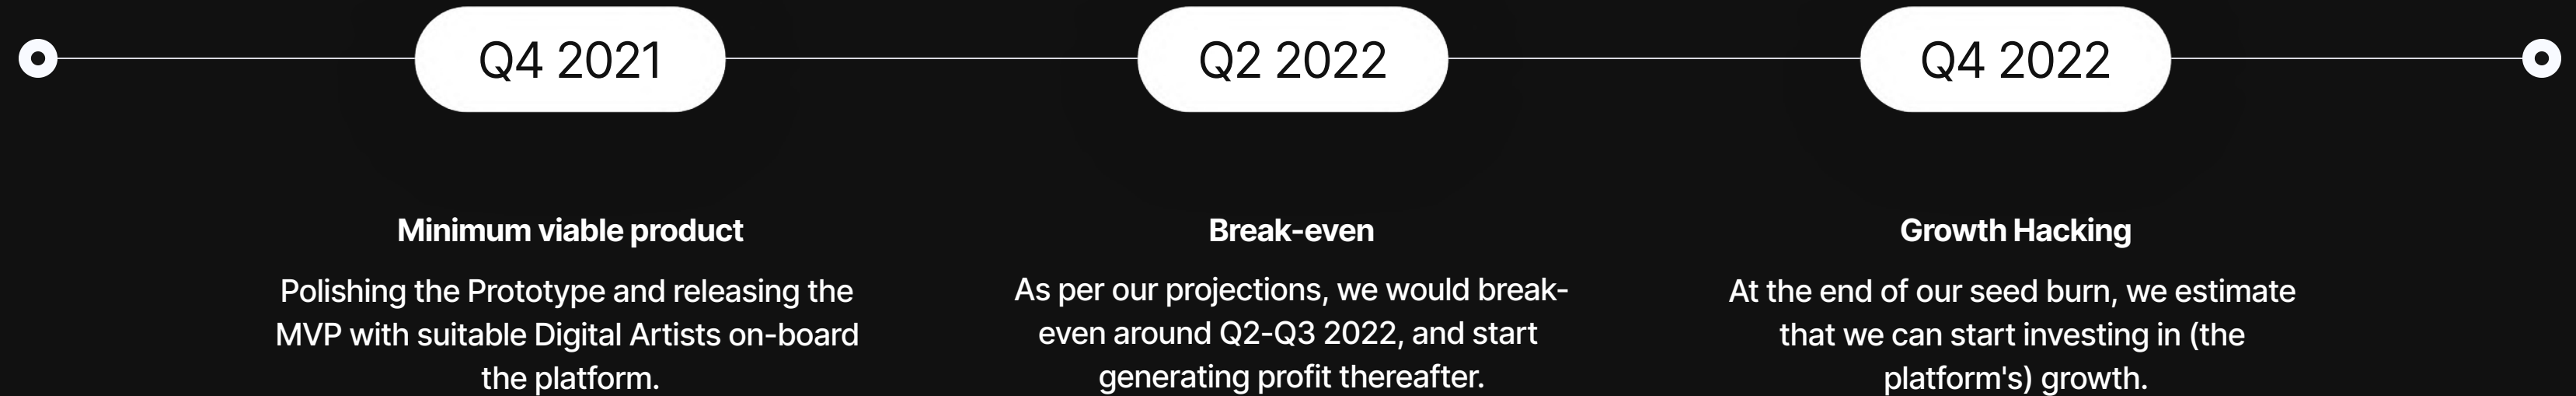 Q4 2021
Q2 2022
Q4 2022
Minimum viable product
Polishing the Prototype and releasing the
MVP with suitable Digital Artists on-board
the platform.
Break-even
As per our projections, we would break-
even around Q2-Q3 2022, and start
generating profit thereafter.
Growth Hacking
At the end of our seed burn, we estimate
that we can start investing in (the
platform's) growth.